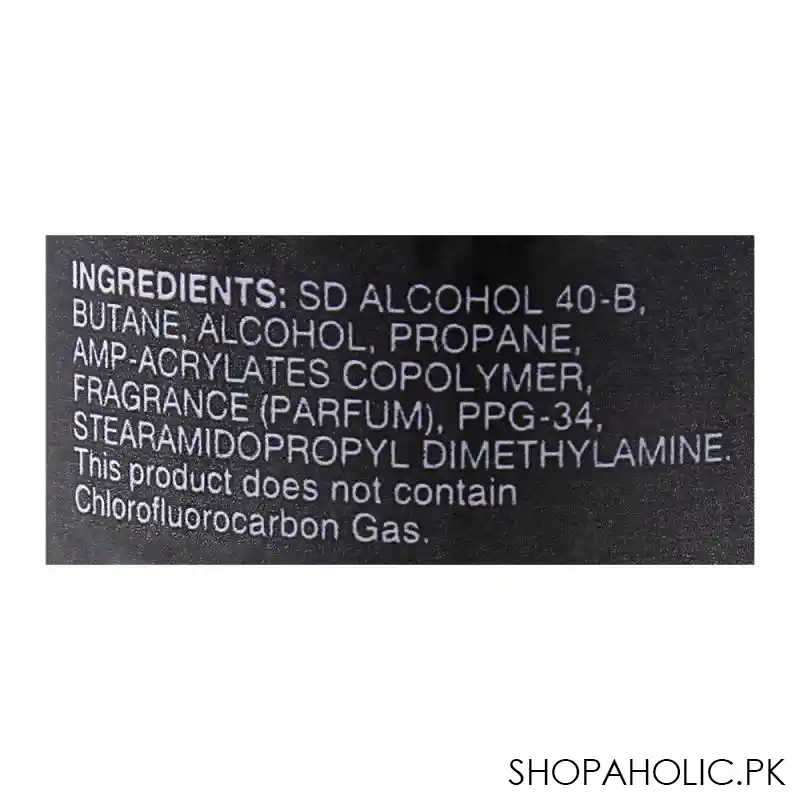 INGREDIENTS: SD ALCOHOL 40-B,
BUTANE, ALCOHOL, PROPANE,
AMP-ACRYLATES COPOLYMER,
FRAGRANCE (PARFUM), PPG-34,
STEARAMIDOPROPYL DIMETHYLAMINE.
This product does not contain
Chlorofluorocarbon Gas.
SHOPAHOLIC.PK